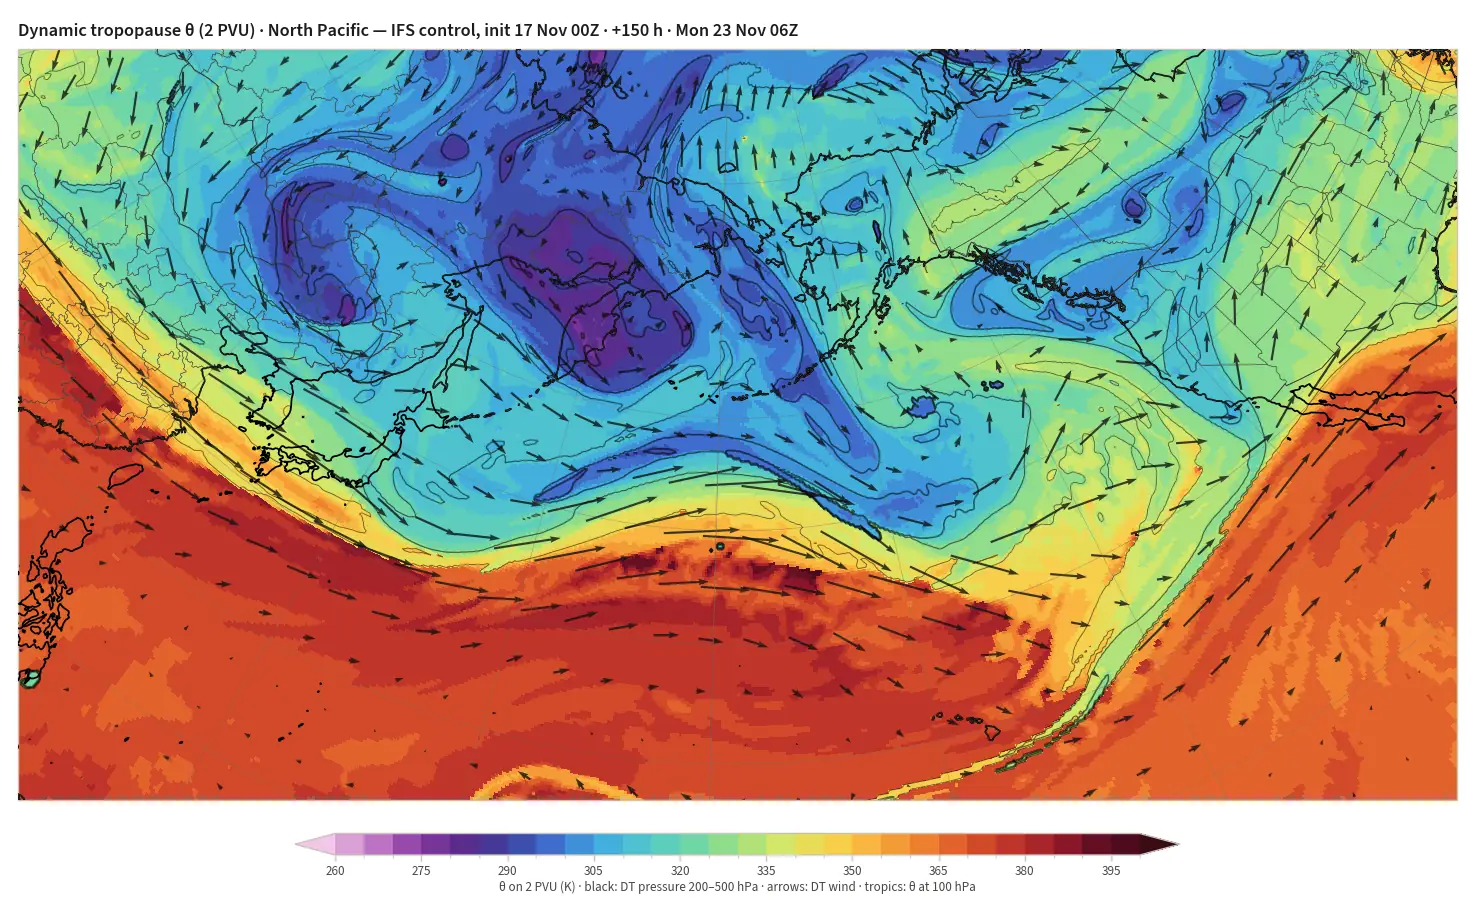 Dynamic tropopause θ (2 PVU) · North Pacific — IFS control, init 17 Nov 00Z · +150 h · Mon 23 Nov 06Z
260 275 290 305 320 335 350 365 380 395
θ on 2 PVU (K) · black: DT pressure 200–500 hPa · arrows: DT wind · tropics: θ at 100 hPa